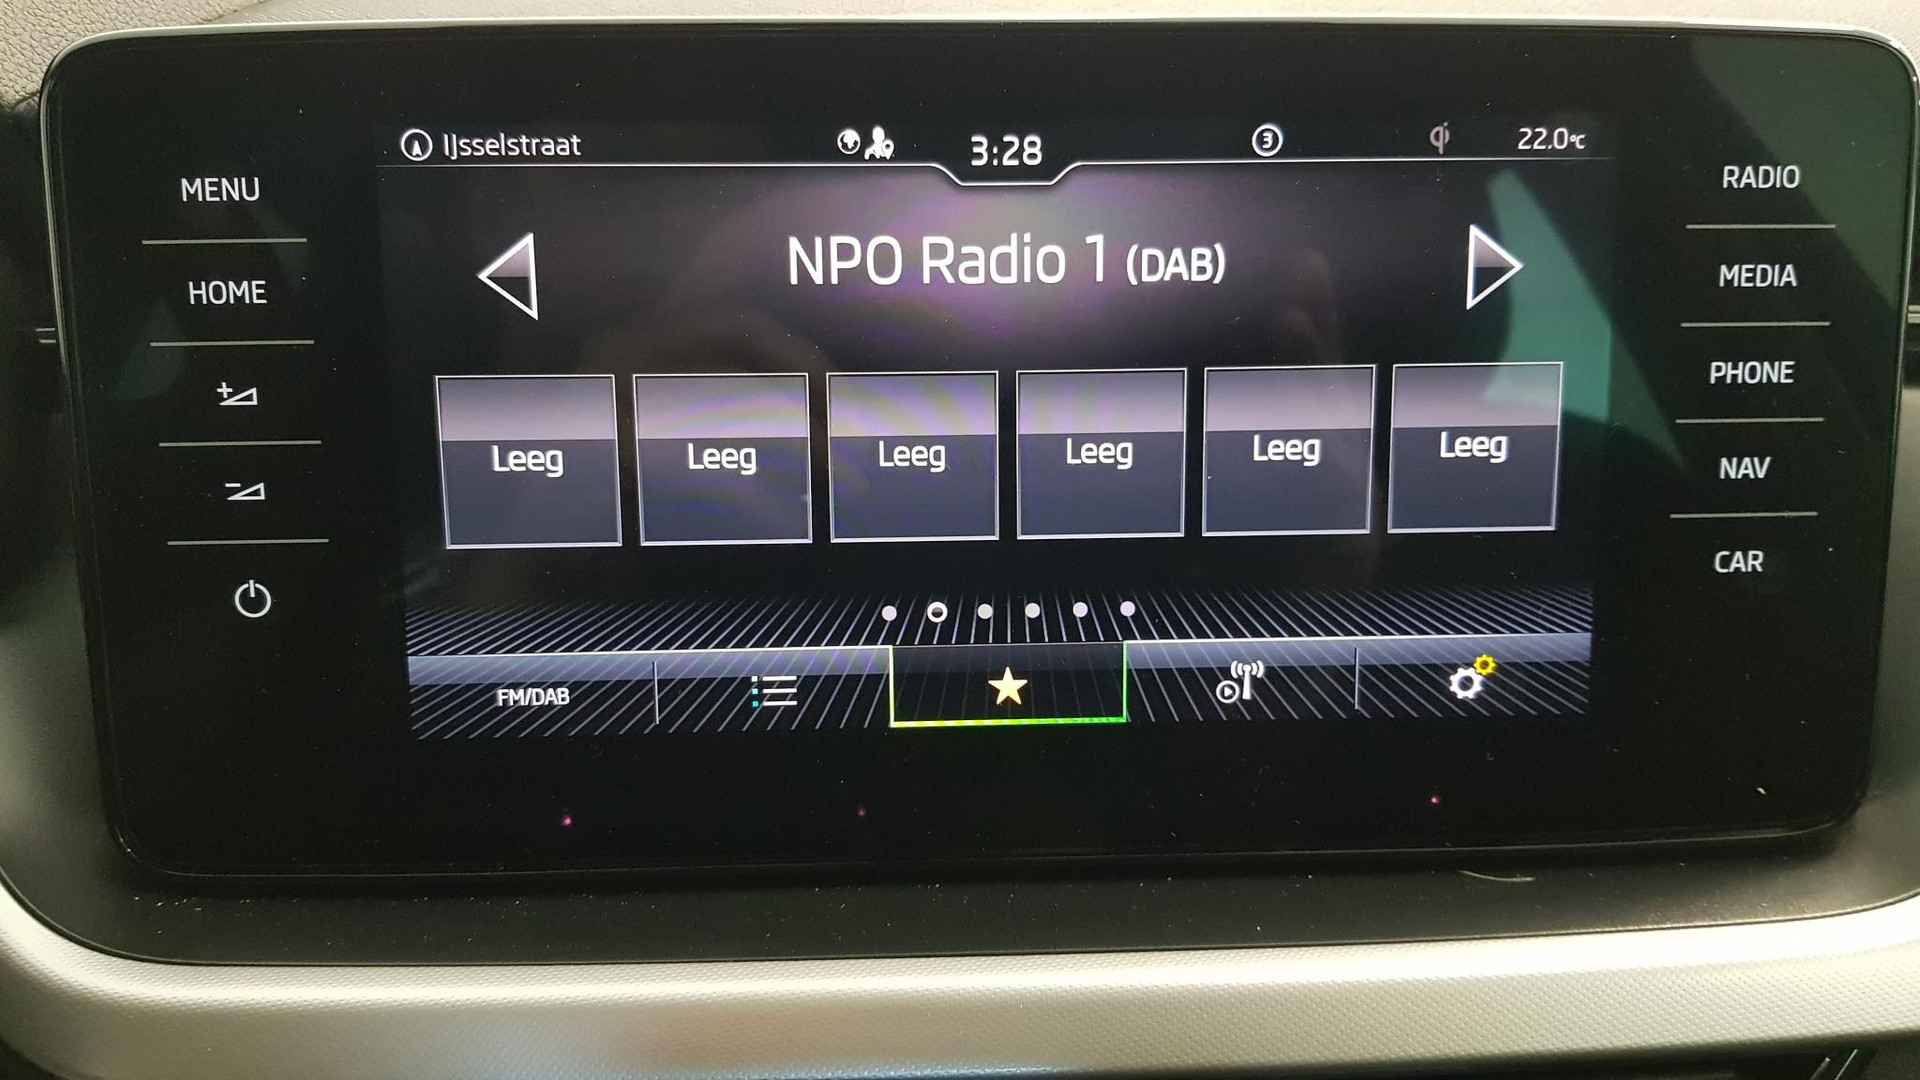 IJsselstraat
3:28
3
22.0°C
MENU
HOME
RADIO
MEDIA
PHONE
NAV
CAR
NPO Radio 1 (DAB)
Leeg Leeg Leeg Leeg Leeg Leeg
FM/DAB